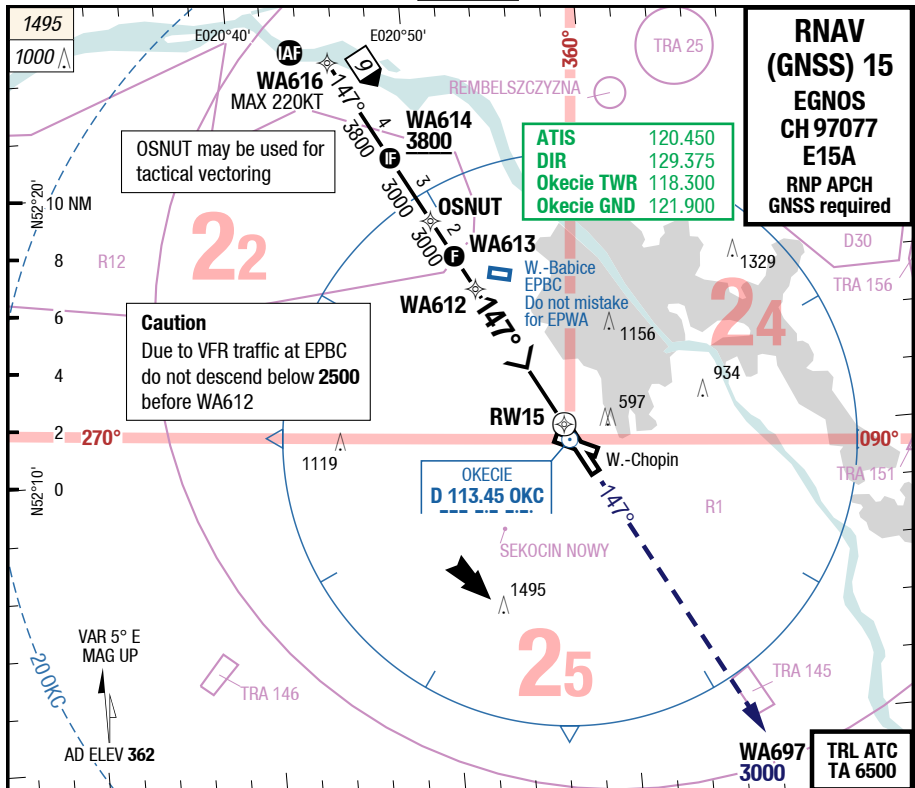 1495
1000
E020°40'
E020°50'
360°
TRA 25
RNAV
(GNSS) 15
EGNOS
CH 97077
E15A
RNP APCH
GNSS required
IAF
WA616
MAX 220KT
147°
9
REMBELSZCZYZNA
4
3800
WA614
3800
IF
OSNUT may be used for
tactical vectoring
ATIS 120.450
DIR 129.375
Okecie TWR 118.300
Okecie GND 121.900
N52°20'
10 NM
3
3000
OSNUT
2
3000
WA613
F
22
R12
8
D30
1329
TRA 156
W.-Babice
EPBC
Do not mistake
for EPWA
WA612
147°
24
6
1156
Caution
Due to VFR traffic at EPBC
do not descend below 2500
before WA612
4
934
597
RW15
2
270°
090°
1119
W.-Chopin
TRA 151
OKECIE
D 113.45 OKC
N52°10'
0
147°
R1
SEKOCIN NOWY
1495
VAR 5° E
MAG UP
20 OKC
TRA 146
25
TRA 145
AD ELEV 362
WA697
3000
TRL ATC
TA 6500